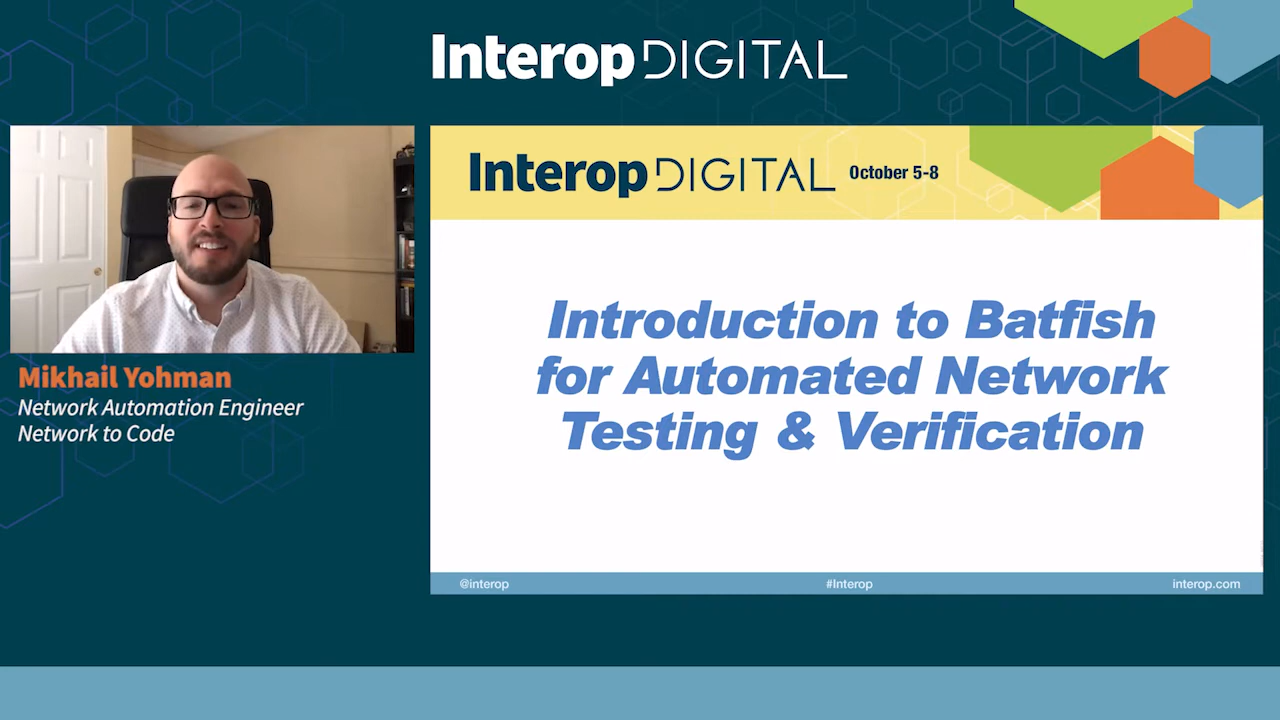 Interop DIGITAL
Interop DIGITAL October 5-8
Introduction to Batfish
for Automated Network
Testing & Verification
@interop #Interop interop.com
Mikhail Yohman
Network Automation Engineer
Network to Code